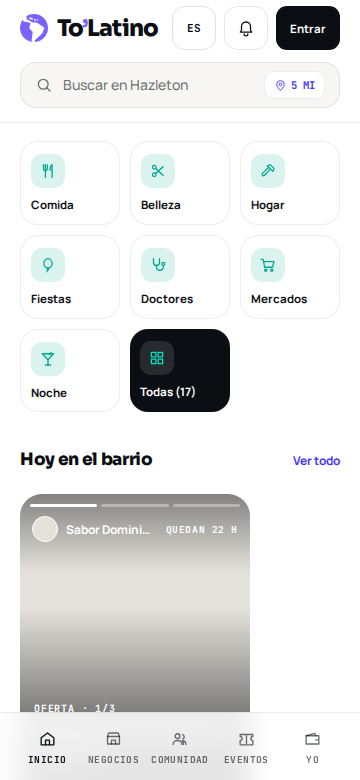 To'Latino
ES
Entrar
Buscar en Hazleton
5 MI
Comida
Belleza
Hogar
Fiestas
Doctores
Mercados
Noche
Todas (17)
Hoy en el barrio
Ver todo
Sabor Domini...
QUEDAN 22 H
OFERTA · 1/3
INICIO
NEGOCIOS
COMUNIDAD
EVENTOS
YO